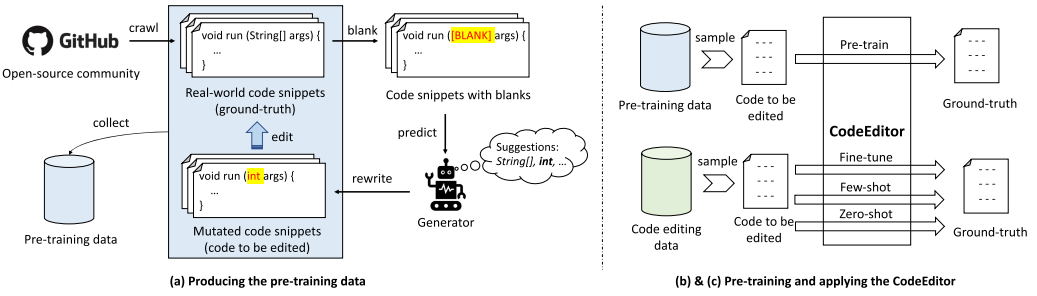 GitHub
Open-source community
crawl
void run (String[] args) {
...
}
Real-world code snippets
(ground-truth)
blank
void run ([BLANK] args) {
...
}
Code snippets with blanks
predict
Suggestions:
String[], int, ...
Generator
rewrite
edit
void run (int args) {
...
}
Mutated code snippets
(code to be edited)
collect
Pre-training data
(a) Producing the pre-training data
Pre-training data
sample
Code to be
edited
Pre-train
Ground-truth
CodeEditor
Code editing
data
sample
Code to be
edited
Fine-tune
Few-shot
Zero-shot
Ground-truth
(b) & (c) Pre-training and applying the CodeEditor